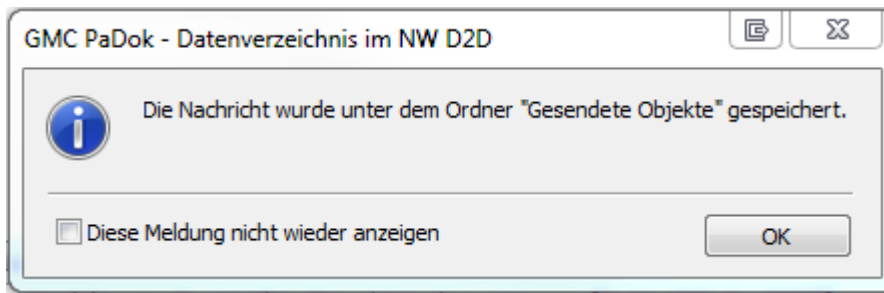 GMC PaDok - Datenverzeichnis im NW D2D
Die Nachricht wurde unter dem Ordner "Gesendete Objekte" gespeichert.
Diese Meldung nicht wieder anzeigen
OK